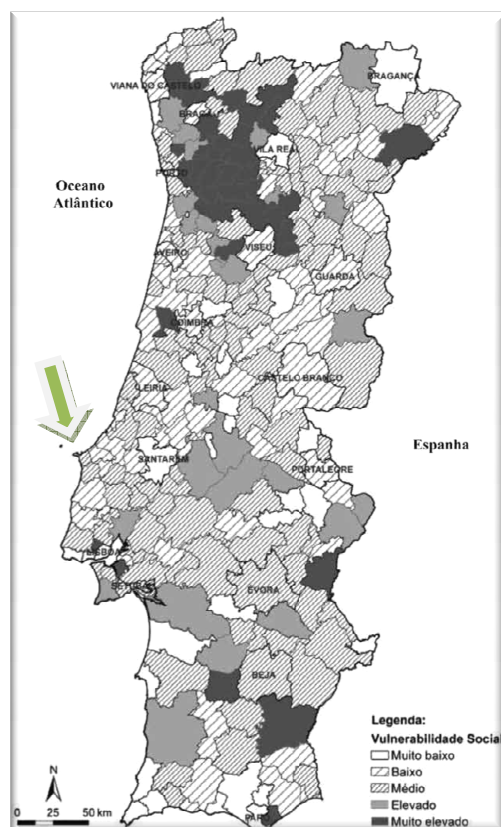 BRAGANÇA
VIANA DO CASTELO
BRAGA
VILA REAL
PORTO
Oceano
Atlântico
VISEU
AVEIRO
GUARDA
COIMBRA
LEIRIA
CASTELO BRANCO
Espanha
SANTARÉM
PORTALEGRE
LISBOA
SETÚBAL
ÉVORA
BEJA
FARO
Legenda:
Vulnerabilidade Social
Muito baixo
Baixo
Médio
Elevado
Muito elevado
N
0 25 50 km